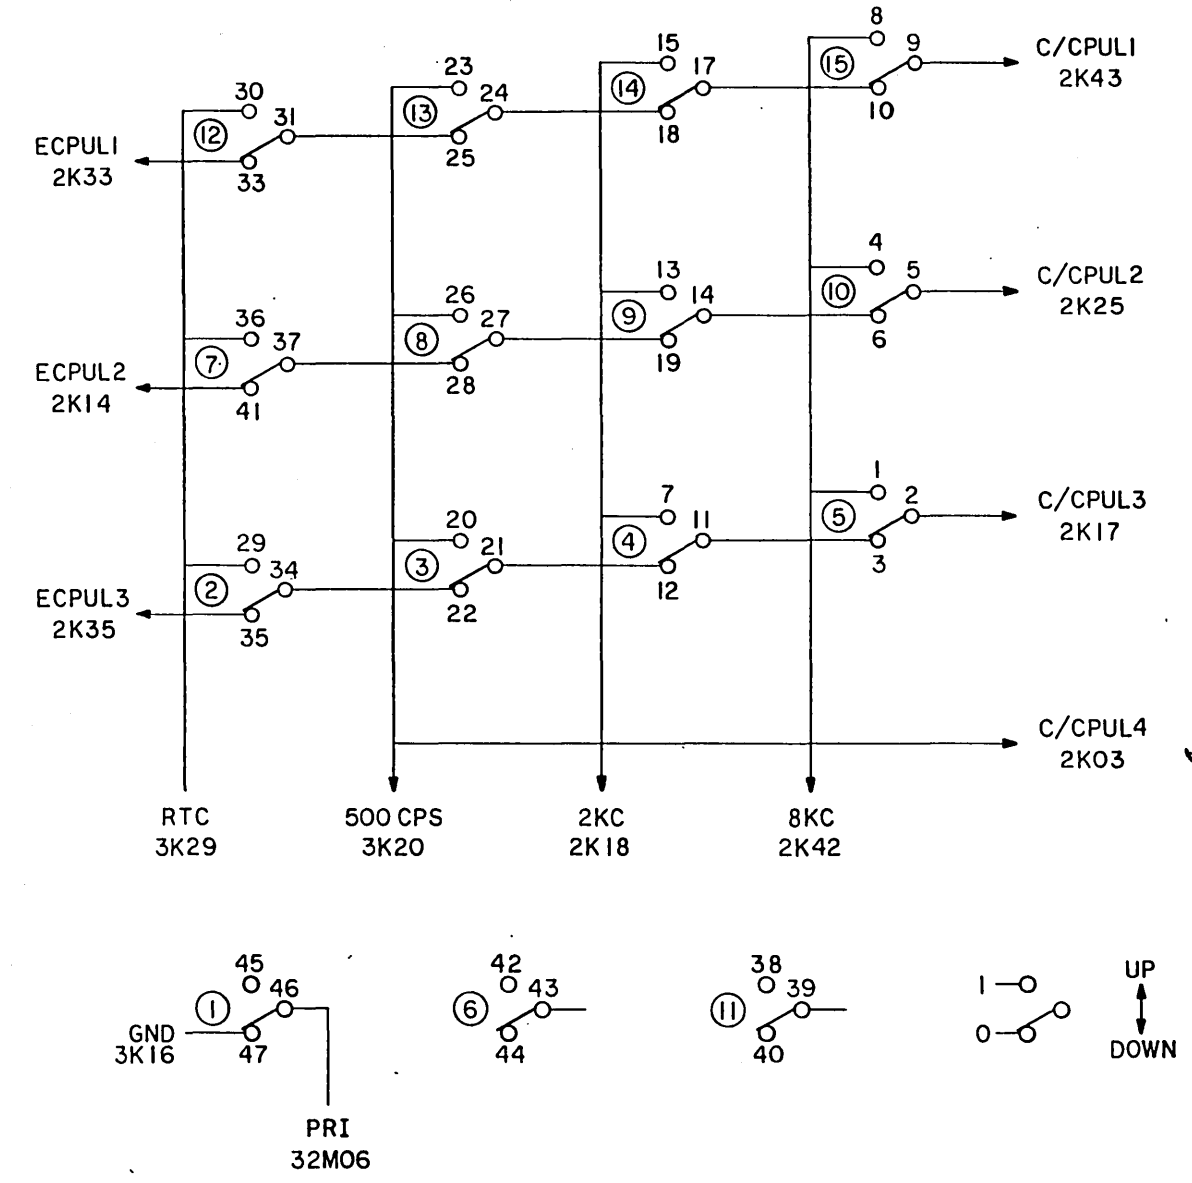 8
15 9 C/CPUL1
15 2K43
23 17
14
24
30 13 10
31 18
12 25
ECPUL1
2K33 33
4
13 5 C/CPUL2
10 2K25
26 14
36 27 9 6
37 8 19
7
ECPUL2 28
2K14 41
1
7 2 C/CPUL3
5 2K17
20 11
29 21 4 3
34 3 12
2
ECPUL3 22
2K35 35
C/CPUL4
2K03
RTC 500 CPS 2KC 8KC
3K29 3K20 2K18 2K42
45 42 38 UP
46 43 39 1
1 6 11
GND 0
3K16 47 44 40 DOWN
PRI
32M06